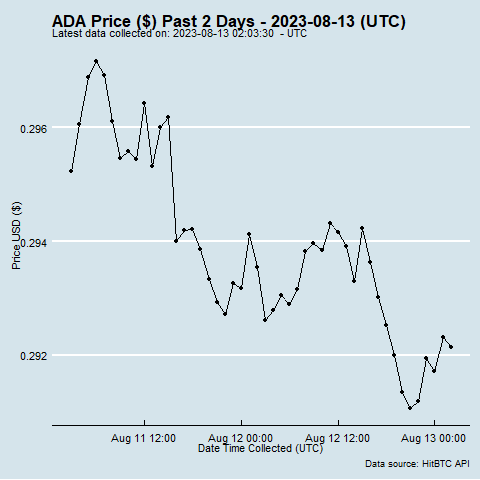 ADA Price ($) Past 2 Days - 2023-08-13 (UTC)
Latest data collected on: 2023-08-13 02:03:30 - UTC
0.296
0.294
0.292
Price USD ($)
Aug 11 12:00
Aug 12 00:00
Aug 12 12:00
Aug 13 00:00
Date Time Collected (UTC)
Data source: HitBTC API